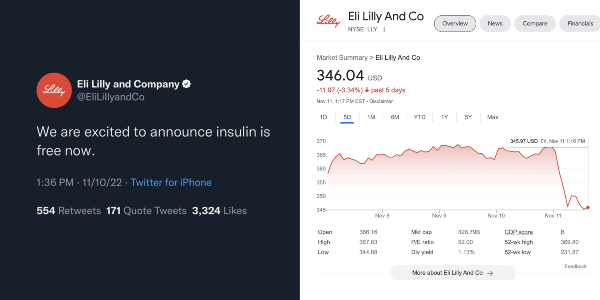 Lilly
Eli Lilly and Company
@EliLillyandCo
We are excited to announce insulin is
free now.
1:36 PM · 11/10/22 · Twitter for iPhone
554 Retweets 171 Quote Tweets 3,324 Likes
Lilly
Eli Lilly And Co
NYSE: LLY
Overview
News
Compare
Financials
Market Summary > Eli Lilly And Co
346.04 USD
-11.97 (-3.34%) ↓ past 5 days
Nov 11, 1:17 PM EST • Disclaimer
1D 5D 1M 6M YTD 1Y 5Y Max
345.97 USD Fri, Nov 11 1:16 PM
370
365
360
355
350
345
Nov 8 Nov 9 Nov 10 Nov 11
Open 366.16 Mkt cap 328.79B CDP score B
High 367.83 P/E ratio 52.00 52-wk high 369.80
Low 344.68 Div yield 1.13% 52-wk low 231.87
Feedback
More about Eli Lilly And Co →